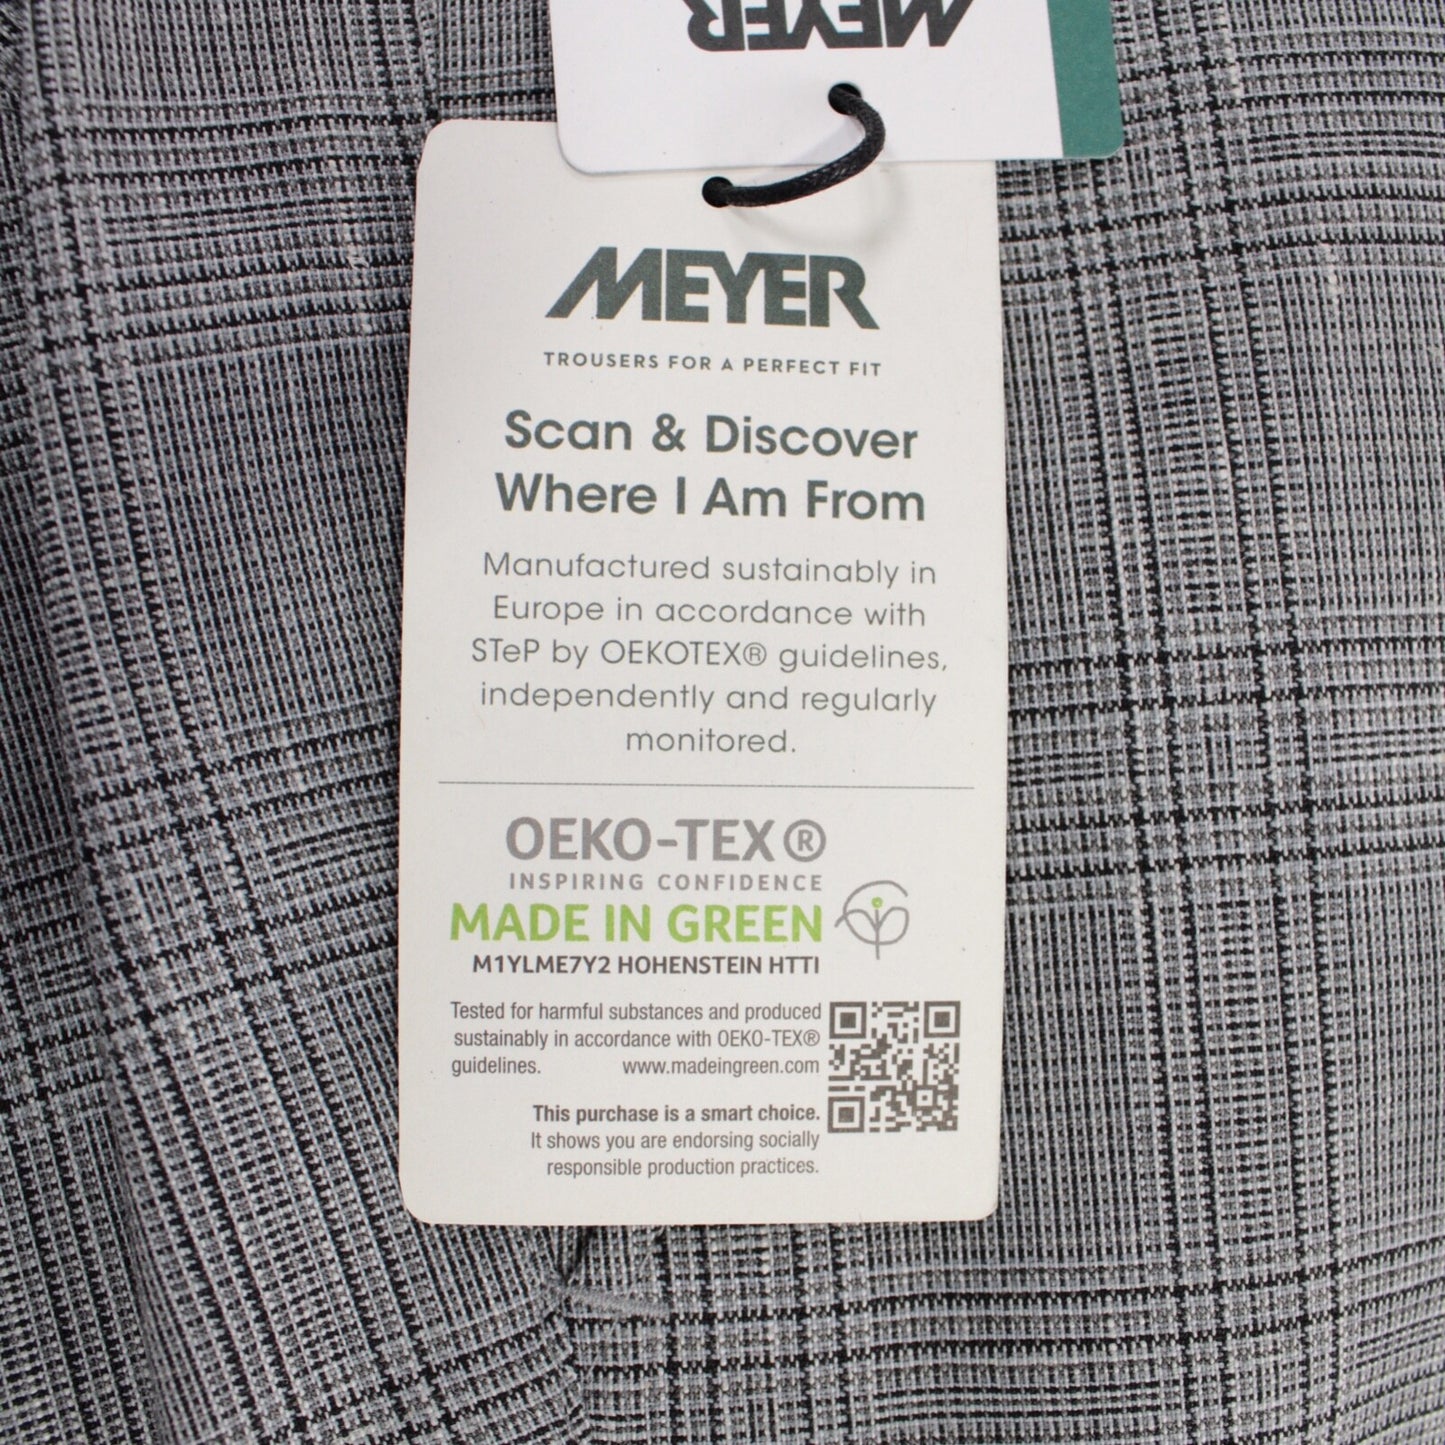 MEYER
MEYER
TROUSERS FOR A PERFECT FIT
Scan & Discover
Where I Am From
Manufactured sustainably in
Europe in accordance with
STeP by OEKOTEX® guidelines,
independently and regularly
monitored.
OEKO-TEX®
INSPIRING CONFIDENCE
MADE IN GREEN
M1YLME7Y2 HOHENSTEIN HTTI
Tested for harmful substances and produced
sustainably in accordance with OEKO-TEX®
guidelines. www.madeingreen.com
This purchase is a smart choice.
It shows you are endorsing socially
responsible production practices.